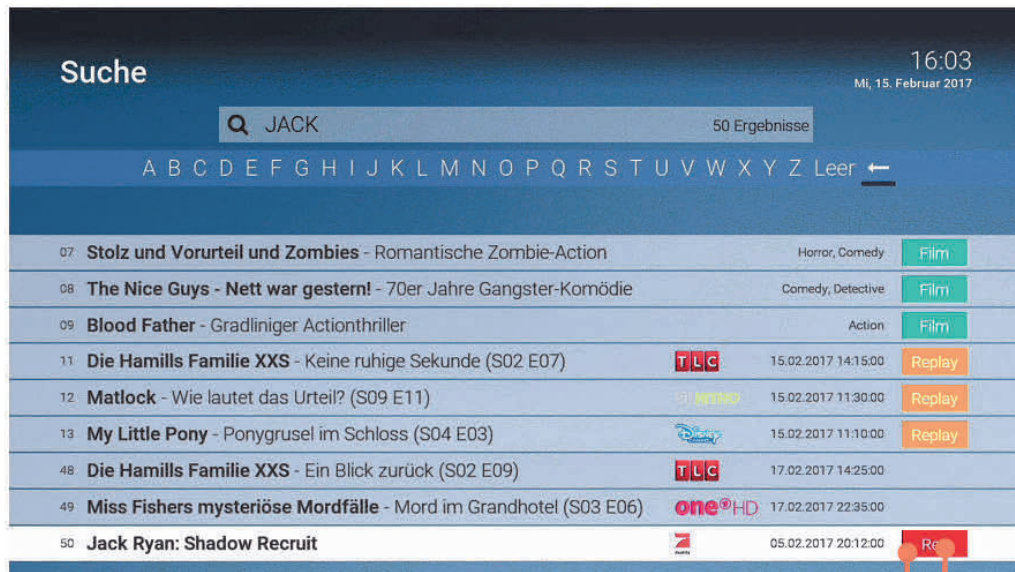 16:03
Suche
Mi, 15. Februar 2017
JACK 50 Ergebnisse
A B C D E F G H I J K L M N O P Q R S T U V W X Y Z Leer ←
07 Stolz und Vorurteil und Zombies - Romantische Zombie-Action Horror, Comedy Film
08 The Nice Guys - Nett war gestern! - 70er Jahre Gangster-Komödie Comedy, Detective Film
09 Blood Father - Gradliniger Actionthriller Action Film
11 Die Hamills Familie XXS - Keine ruhige Sekunde (S02 E07) TLC 15.02.2017 14:15:00 Replay
12 Matlock - Wie lautet das Urteil? (S09 E11) 15.02.2017 11:30:00 Replay
13 My Little Pony - Ponygrusel im Schloss (S04 E03) Disney 15.02.2017 11:10:00 Replay
48 Die Hamills Familie XXS - Ein Blick zurück (S02 E09) TLC 17.02.2017 14:25:00
49 Miss Fishers mysteriöse Mordfälle - Mord im Grandhotel (S03 E06) one HD 17.02.2017 22:35:00
50 Jack Ryan: Shadow Recruit 05.02.2017 20:12:00